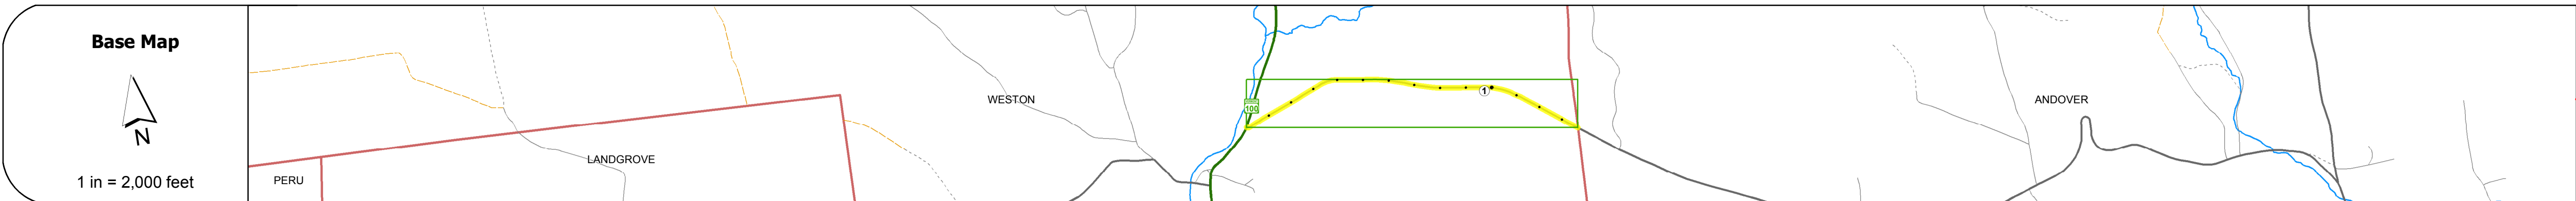 Base Map
N
1 in = 2,000 feet
PERU
LANDGROVE
WESTON
100
1
ANDOVER